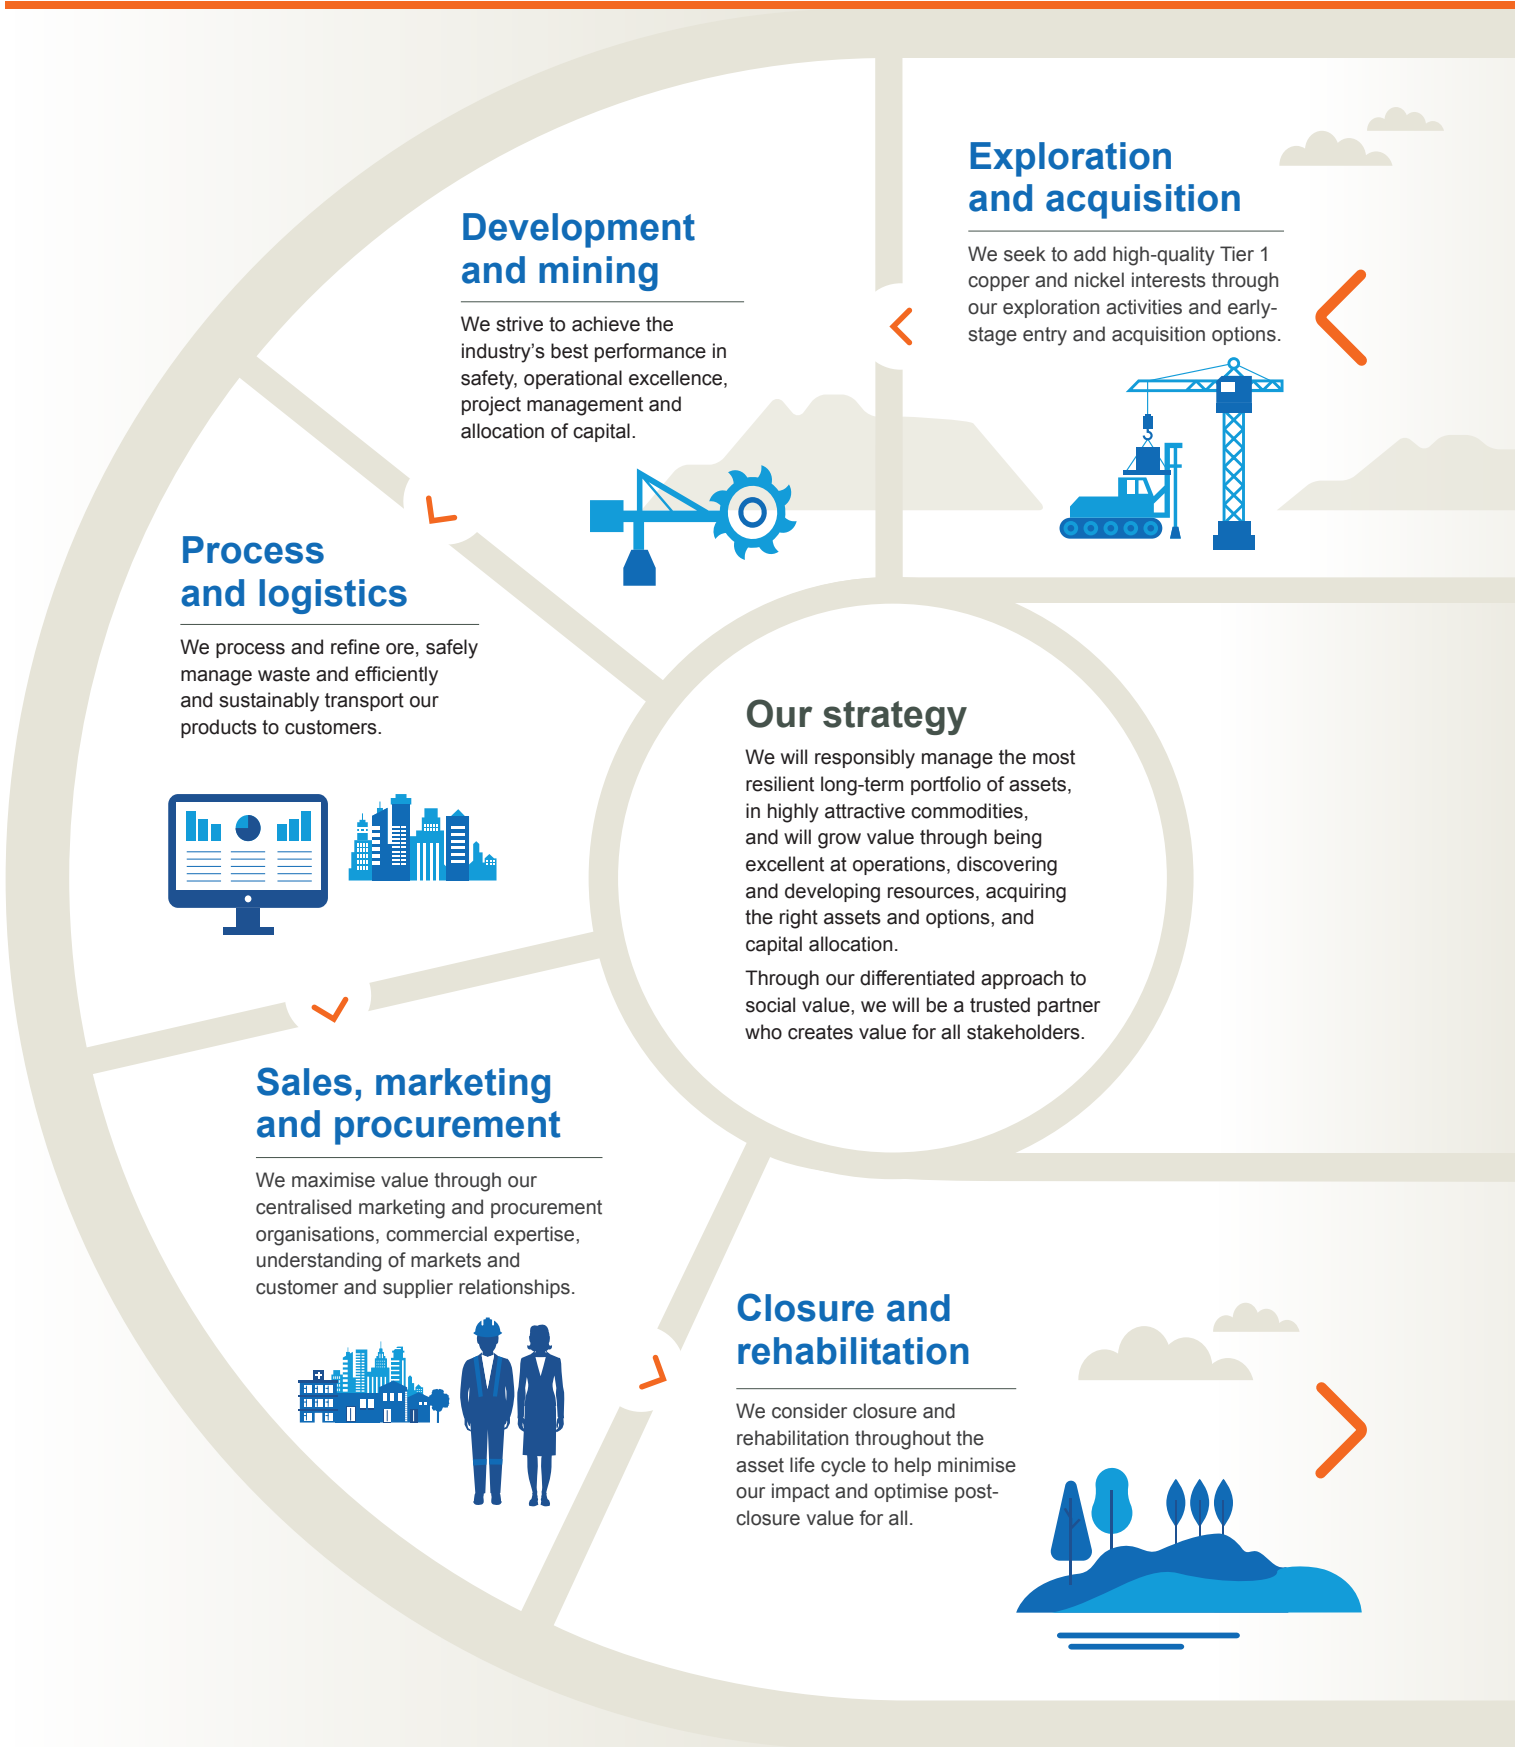 Exploration
and acquisition
We seek to add high-quality Tier 1
copper and nickel interests through
our exploration activities and early-
stage entry and acquisition options.
Development
and mining
We strive to achieve the
industry's best performance in
safety, operational excellence,
project management and
allocation of capital.
Process
and logistics
We process and refine ore, safely
manage waste and efficiently
and sustainably transport our
products to customers.
Our strategy
We will responsibly manage the most
resilient long-term portfolio of assets,
in highly attractive commodities,
and will grow value through being
excellent at operations, discovering
and developing resources, acquiring
the right assets and options, and
capital allocation.
Through our differentiated approach to
social value, we will be a trusted partner
who creates value for all stakeholders.
Sales, marketing
and procurement
We maximise value through our
centralised marketing and procurement
organisations, commercial expertise,
understanding of markets and
customer and supplier relationships.
Closure and
rehabilitation
We consider closure and
rehabilitation throughout the
asset life cycle to help minimise
our impact and optimise post-
closure value for all.